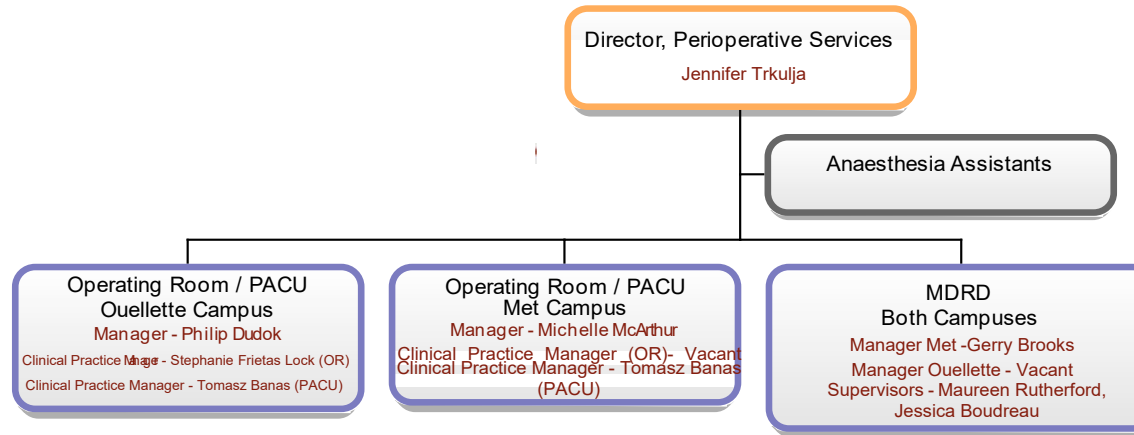 Director, Perioperative Services
Jennifer Trkulja
Anaesthesia Assistants
Operating Room / PACU
Ouellette Campus
Manager - Philip Dudok
Clinical Practice Manager - Stephanie Frietas Lock (OR)
Clinical Practice Manager - Tomasz Banas (PACU)
Operating Room / PACU
Met Campus
Manager - Michelle McArthur
Clinical Practice Manager (OR)- Vacant
Clinical Practice Manager - Tomasz Banas
(PACU)
MDRD
Both Campuses
Manager Met -Gerry Brooks
Manager Ouellette - Vacant
Supervisors - Maureen Rutherford,
Jessica Boudreau